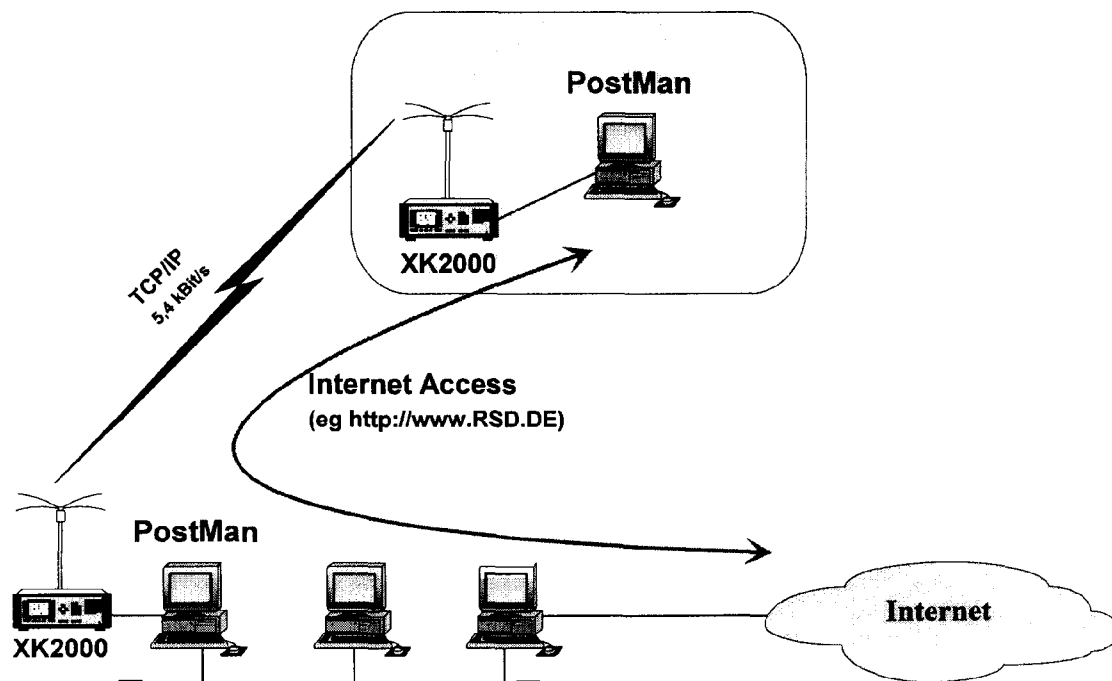 PostMan
XK2000
TCP/IP
5,4 kBit/s
Internet Access
(eg http://www.RSD.DE)
PostMan
XK2000
Internet